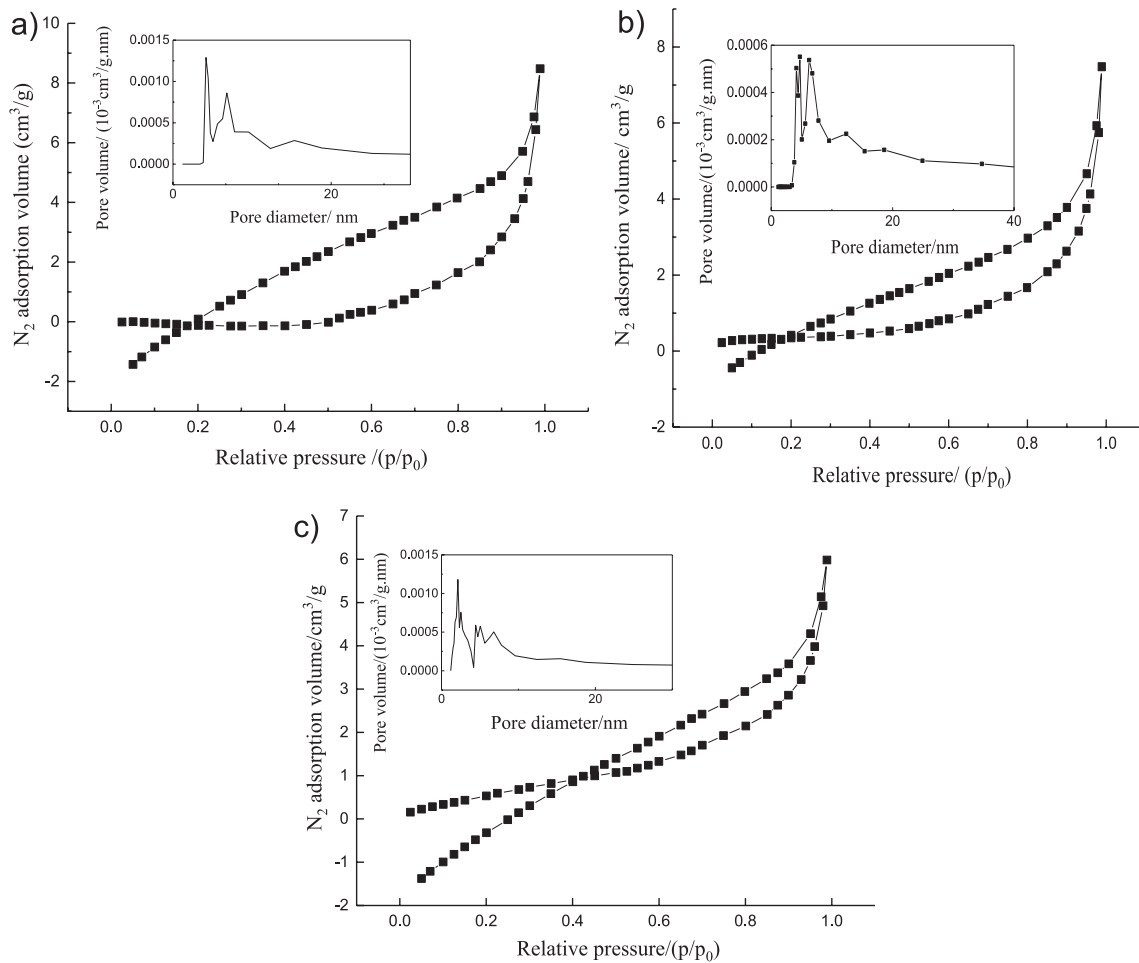 a)
N₂ adsorption volume (cm³/g)
10
8
6
4
2
0
-2
0.0 0.2 0.4 0.6 0.8 1.0
Relative pressure /(p/p₀)
Pore volume/ (10⁻³cm³/g.nm)
0.0015
0.0010
0.0005
0.0000
0 20
Pore diameter/ nm
b)
N₂ adsorption volume/ cm³/g
8
6
4
2
0
-2
0.0 0.2 0.4 0.6 0.8 1.0
Relative pressure/ (p/p₀)
Pore volume/(10⁻³cm³/g.nm)
0.0006
0.0004
0.0002
0.0000
0 20 40
Pore diameter/nm
c)
N₂ adsorption volume/cm³/g
7
6
5
4
3
2
1
0
-1
-2
0.0 0.2 0.4 0.6 0.8 1.0
Relative pressure/(p/p₀)
Pore volume/(10⁻³cm³/g.nm)
0.0015
0.0010
0.0005
0.0000
0 20
Pore diameter/nm